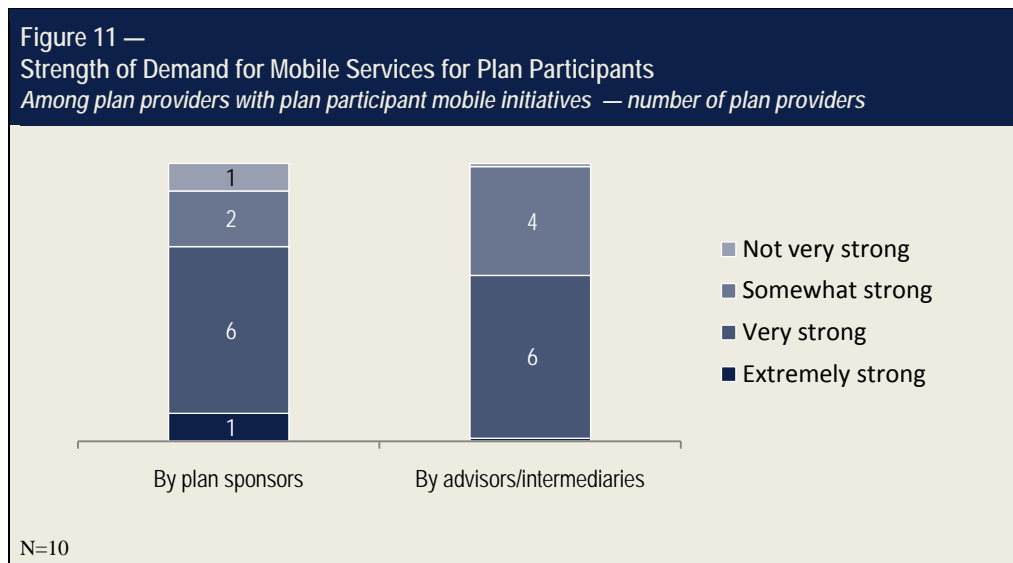 Figure 11 —
Strength of Demand for Mobile Services for Plan Participants
Among plan providers with plan participant mobile initiatives — number of plan providers
1
2
6
1
4
6
Not very strong
Somewhat strong
Very strong
Extremely strong
By plan sponsors
By advisors/intermediaries
N=10